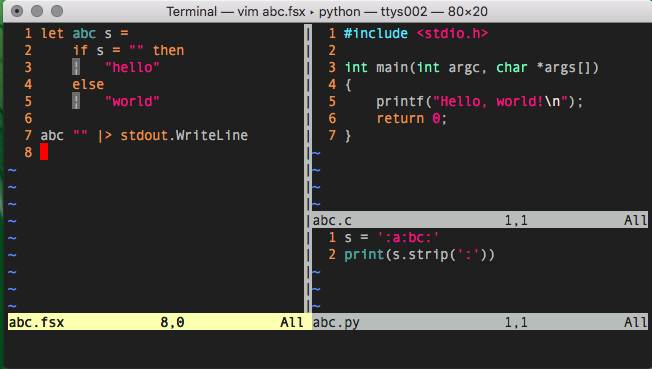 Terminal — vim abc.fsx ▸ python — ttys002 — 80×20
1 let abc s =
2     if s = "" then
3     ¦   "hello"
4     else
5     ¦   "world"
6
7 abc "" |> stdout.WriteLine
8
~
~
~
~
~
~
~
~
~
abc.fsx 8,0 All
1 #include <stdio.h>
2
3 int main(int argc, char *args[])
4 {
5     printf("Hello, world!\n");
6     return 0;
7 }
~
~
~
~
abc.c 1,1 All
1 s = ':a:bc:'
2 print(s.strip(':'))
~
~
~
abc.py 1,1 All